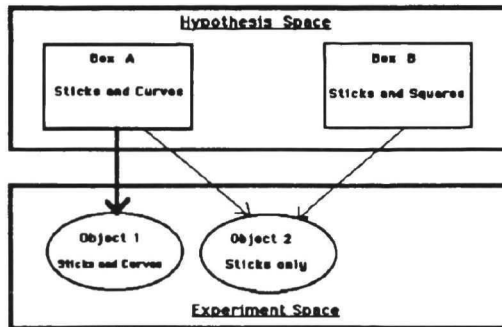 Hypothesis Space
Box A
Sticks and Curves
Box B
Sticks and Squares
Object 1
Sticks and Curves
Object 2
Sticks only
Experiment Space